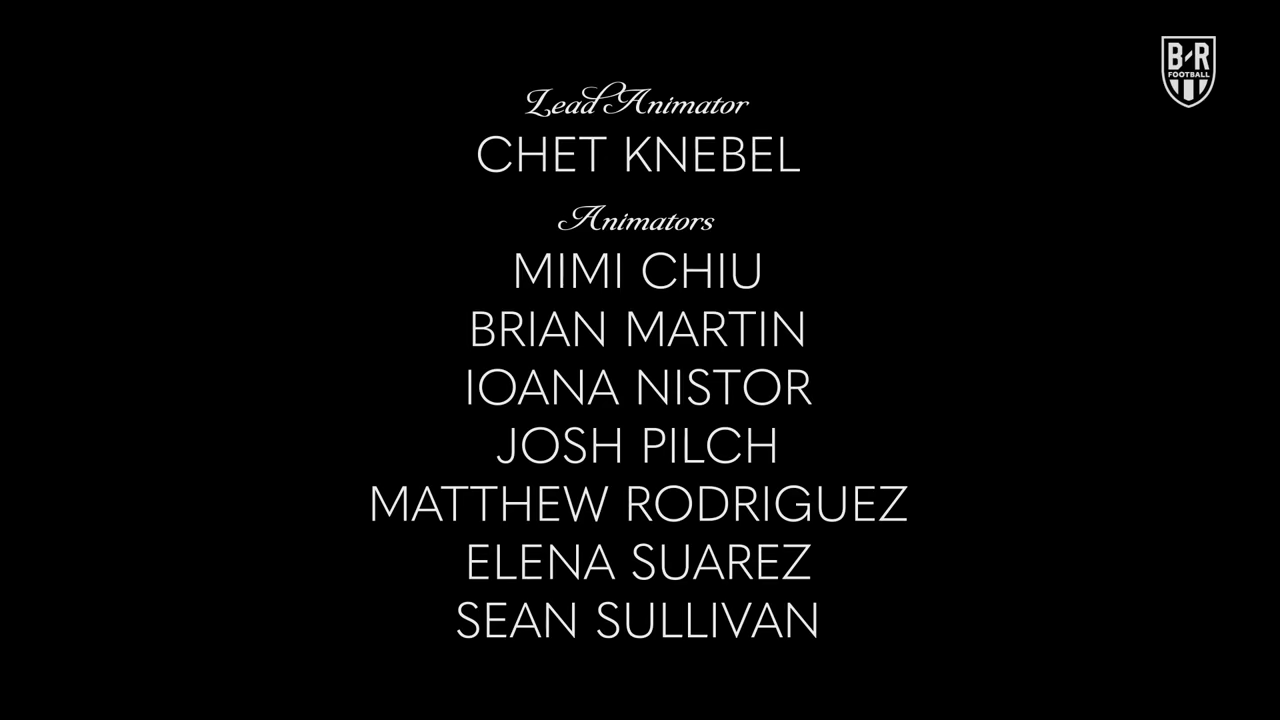 B/R
FOOTBALL
Lead Animator
CHET KNEBEL
Animators
MIMI CHIU
BRIAN MARTIN
IOANA NISTOR
JOSH PILCH
MATTHEW RODRIGUEZ
ELENA SUAREZ
SEAN SULLIVAN